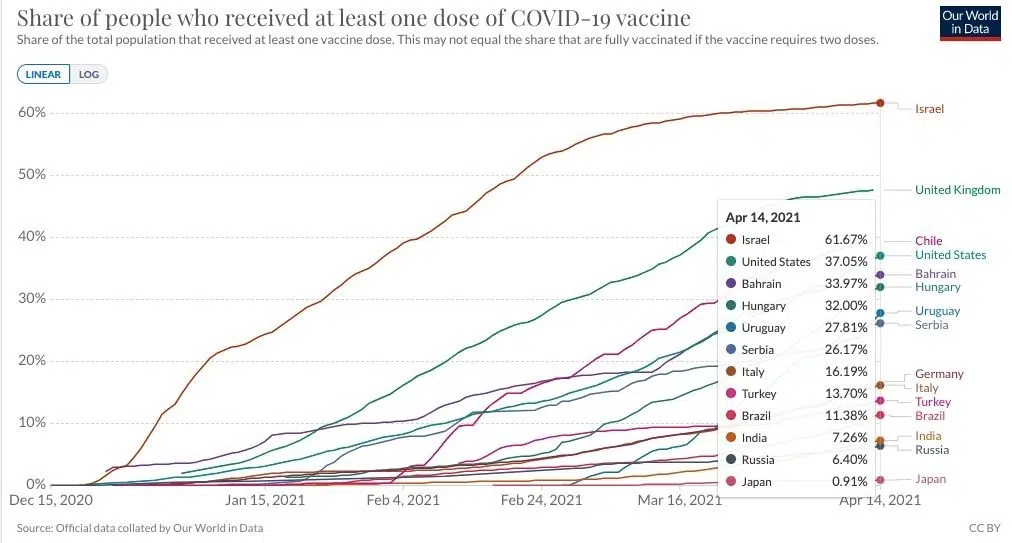 Share of people who received at least one dose of COVID-19 vaccine
Share of the total population that received at least one vaccine dose. This may not equal the share that are fully vaccinated if the vaccine requires two doses.
Our World
in Data
LINEAR LOG
60%
50%
40%
30%
20%
10%
0%
Israel
United Kingdom
Chile
United States
Bahrain
Hungary
Uruguay
Serbia
Germany
Italy
Turkey
Brazil
India
Russia
Japan
Apr 14, 2021
Israel 61.67%
United States 37.05%
Bahrain 33.97%
Hungary 32.00%
Uruguay 27.81%
Serbia 26.17%
Italy 16.19%
Turkey 13.70%
Brazil 11.38%
India 7.26%
Russia 6.40%
Japan 0.91%
Dec 15, 2020 Jan 15, 2021 Feb 4, 2021 Feb 24, 2021 Mar 16, 2021 Apr 14, 2021
Source: Official data collated by Our World in Data
CC BY